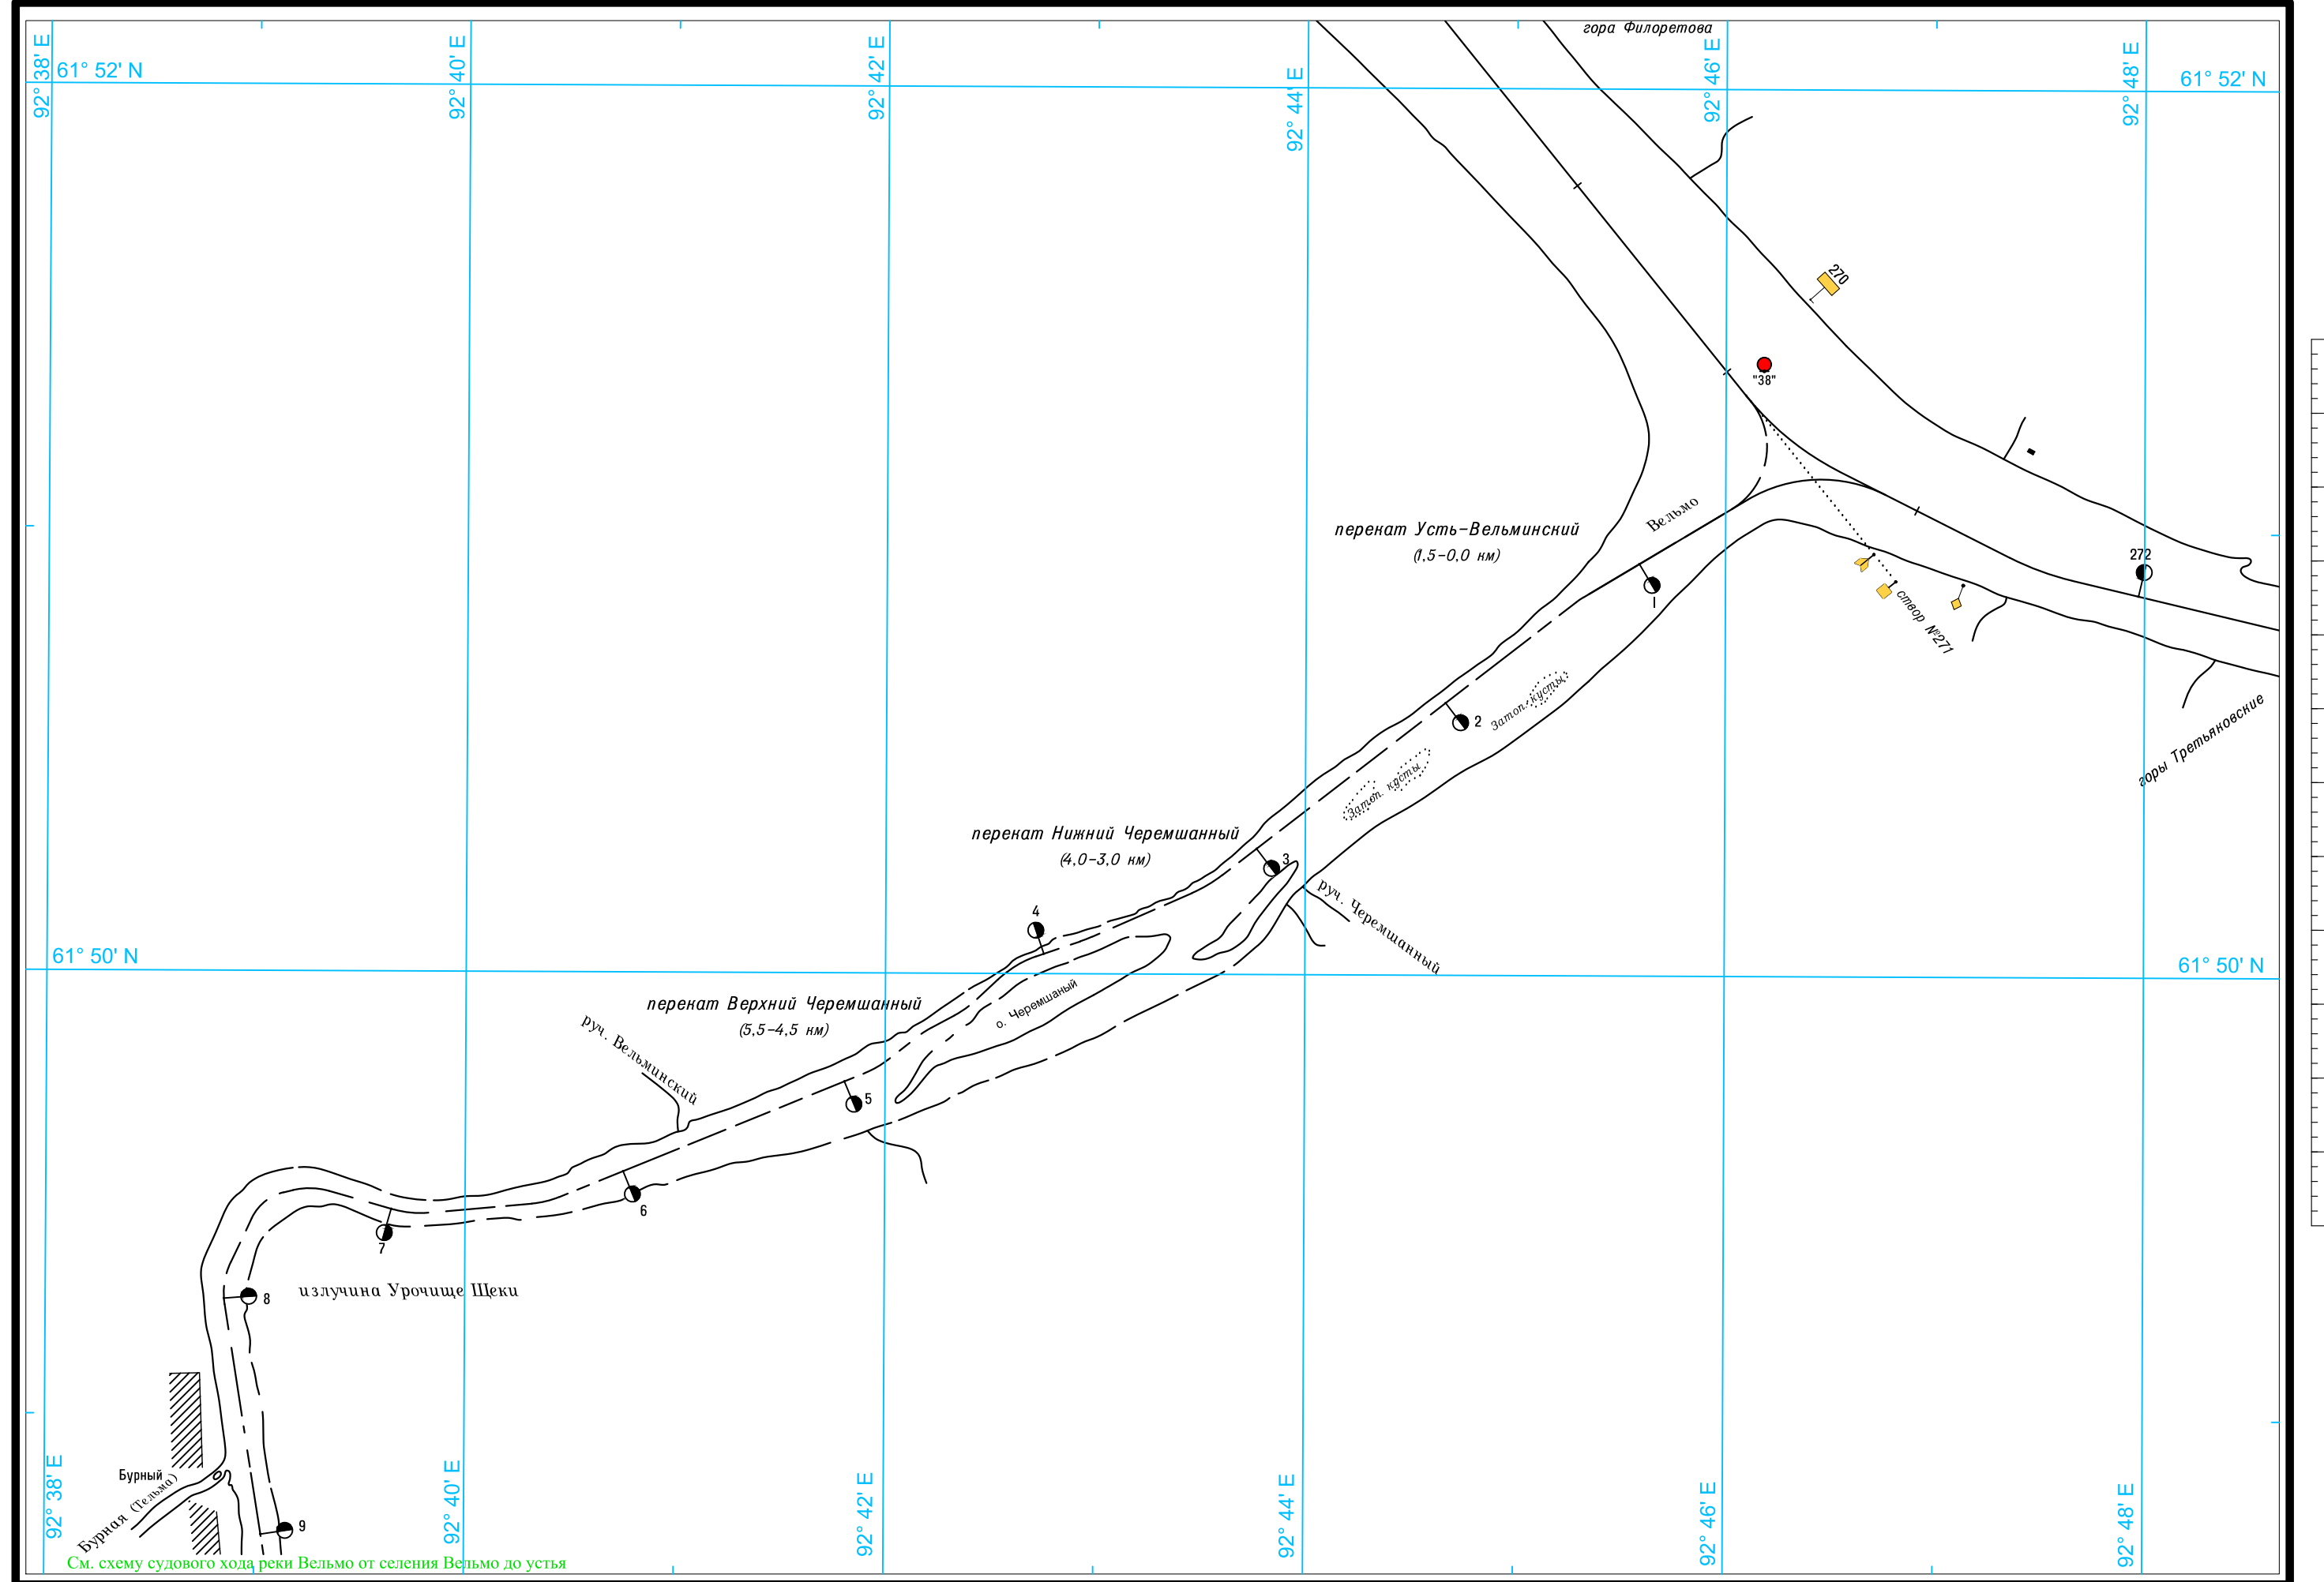 гора Филоретова
92° 38' E
92° 40' E
92° 42' E
92° 44' E
92° 46' E
92° 48' E
61° 52' N
61° 52' N
270
"38"
Вельмо
перекат Усть-Вельминский
(1,5-0,0 км)
272
1
створ №271
Затоп. кусты
2
горы Третьяновские
Затоп. кусты
перекат Нижний Черемшанный
(4,0-3,0 км)
3
руч. Черемшанный
4
61° 50' N
61° 50' N
перекат Верхний Черемшанный
(5,5-4,5 км)
о. Черемшаный
руч. Вельминский
5
6
7
8
излучина Урочище Щеки
Бурный
Бурная (Тельма)
9
92° 38' E
92° 40' E
92° 42' E
92° 44' E
92° 46' E
92° 48' E
См. схему судового хода реки Вельмо от селения Вельмо до устья